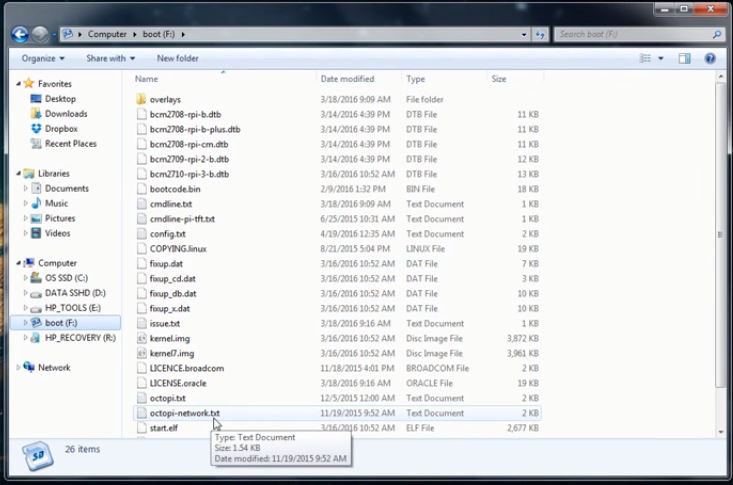 Computer boot (F:) Search boot (F:)
Organize Share with New folder
Name Date modified Type Size
Favorites
Desktop
Downloads
Dropbox
Recent Places
Libraries
Documents
Music
Pictures
Videos
Computer
OS SSD (C:)
DATA SSHD (D:)
HP_TOOLS (E:)
boot (F:)
HP_RECOVERY (R:)
Network
overlays 3/18/2016 9:09 AM File folder
bcm2708-rpi-b.dtb 3/14/2016 4:39 PM DTB File 11 KB
bcm2708-rpi-b-plus.dtb 3/14/2016 4:39 PM DTB File 11 KB
bcm2708-rpi-cm.dtb 3/14/2016 4:39 PM DTB File 11 KB
bcm2709-rpi-2-b.dtb 3/14/2016 4:39 PM DTB File 12 KB
bcm2710-rpi-3-b.dtb 3/16/2016 10:52 AM DTB File 13 KB
bootcode.bin 2/9/2016 1:32 PM BIN File 18 KB
cmdline.txt 3/18/2016 9:09 AM Text Document 1 KB
cmdline-pi-tft.txt 6/25/2015 10:31 AM Text Document 1 KB
config.txt 4/19/2016 12:35 AM Text Document 2 KB
COPYING.linux 8/21/2015 5:04 PM LINUX File 19 KB
fixup.dat 3/16/2016 10:52 AM DAT File 7 KB
fixup_cd.dat 3/16/2016 10:52 AM DAT File 3 KB
fixup_db.dat 3/16/2016 10:52 AM DAT File 10 KB
fixup_x.dat 3/16/2016 10:52 AM DAT File 10 KB
issue.txt 3/18/2016 9:16 AM Text Document 1 KB
kernel.img 3/16/2016 10:52 AM Disc Image File 3,872 KB
kernel7.img 3/16/2016 10:52 AM Disc Image File 3,961 KB
LICENCE.broadcom 11/18/2015 4:01 PM BROADCOM File 2 KB
LICENSE.oracle 3/18/2016 9:16 AM ORACLE File 19 KB
octopi.txt 12/5/2015 12:00 AM Text Document 2 KB
octopi-network.txt 11/19/2015 9:52 AM Text Document 2 KB
start.elf 3/16/2016 10:52 AM ELF File 2,677 KB
Type: Text Document
Size: 1.54 KB
Date modified: 11/19/2015 9:52 AM
26 items
SD